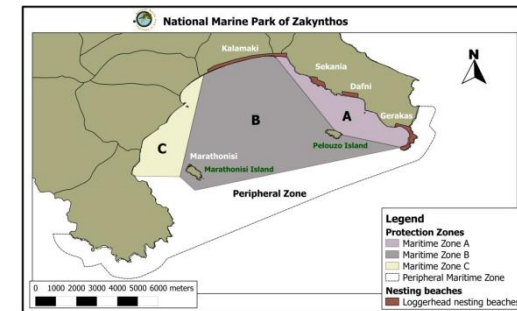 National Marine Park of Zakynthos
Kalamaki
Sekania
Dafni
N
A
Gerakas
B
Pelouzo Island
C
Marathonisi
Marathonisi Island
Peripheral Zone
Legend
Protection Zones
Maritime Zone A
Maritime Zone B
Maritime Zone C
Peripheral Maritime Zone
Nesting beaches
Loggerhead nesting beaches
0 1000 2000 3000 4000 5000 6000 meters